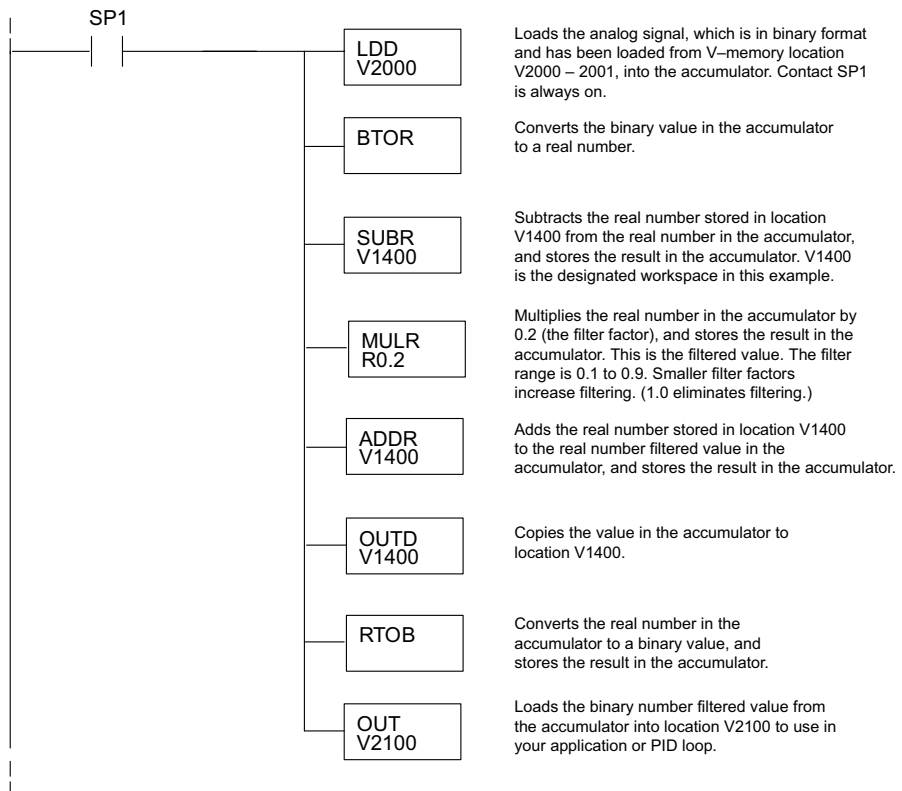 SP1
LDD
V2000
Loads the analog signal, which is in binary format
and has been loaded from V–memory location
V2000 – 2001, into the accumulator. Contact SP1
is always on.
BTOR
Converts the binary value in the accumulator
to a real number.
SUBR
V1400
Subtracts the real number stored in location
V1400 from the real number in the accumulator,
and stores the result in the accumulator. V1400
is the designated workspace in this example.
MULR
R0.2
Multiplies the real number in the accumulator by
0.2 (the filter factor), and stores the result in the
accumulator. This is the filtered value. The filter
range is 0.1 to 0.9. Smaller filter factors
increase filtering. (1.0 eliminates filtering.)
ADDR
V1400
Adds the real number stored in location V1400
to the real number filtered value in the
accumulator, and stores the result in the accumulator.
OUTD
V1400
Copies the value in the accumulator to
location V1400.
RTOB
Converts the real number in the
accumulator to a binary value, and
stores the result in the accumulator.
OUT
V2100
Loads the binary number filtered value from
the accumulator into location V2100 to use in
your application or PID loop.